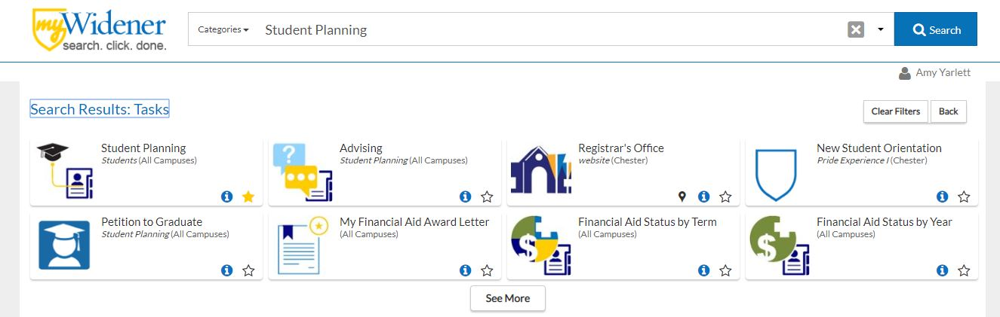 myWidener
search. click. done.
Categories Student Planning Search
Amy Yarlett
Search Results: Tasks
Clear Filters Back
Student Planning
Students (All Campuses)
Advising
Student Planning (All Campuses)
Registrar's Office
website (Chester)
New Student Orientation
Pride Experience I (Chester)
Petition to Graduate
Student Planning (All Campuses)
My Financial Aid Award Letter
(All Campuses)
Financial Aid Status by Term
(All Campuses)
Financial Aid Status by Year
(All Campuses)
See More